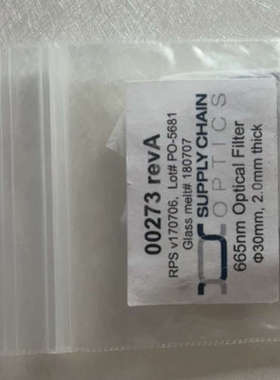 00273 revA
RPS v170706, Lot# PO-5681
Glass melt# 180707
SUPPLY CHAIN
OPTICS
665nm Optical Filter
Φ30mm, 2.0mm thick